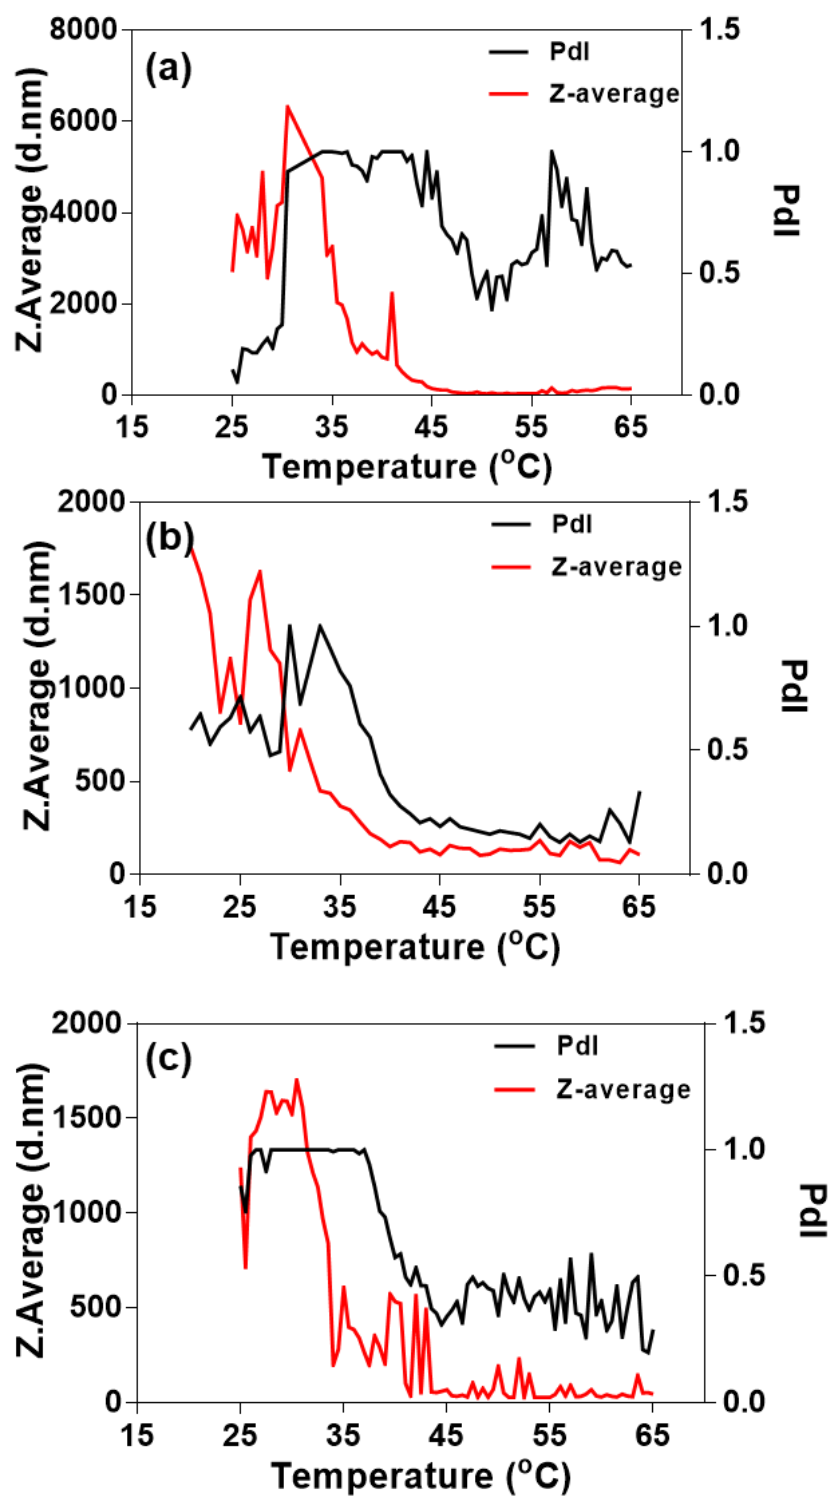 8000
6000
4000
2000
0
Z.Average (d.nm)
(a)
PdI
Z-average
1.5
1.0
0.5
0.0
PdI
15 25 35 45 55 65
Temperature (°C)
2000
1500
1000
500
0
Z.Average (d.nm)
(b)
PdI
Z-average
1.5
1.0
0.5
0.0
PdI
15 25 35 45 55 65
Temperature (°C)
2000
1500
1000
500
0
Z.Average (d.nm)
(c)
PdI
Z-average
1.5
1.0
0.5
0.0
PdI
15 25 35 45 55 65
Temperature (°C)